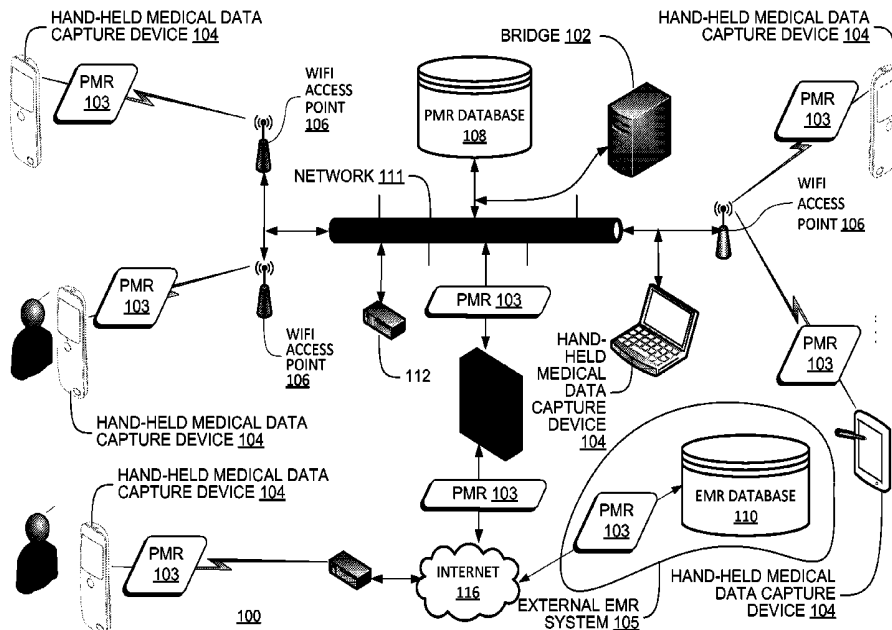 HAND-HELD MEDICAL DATA
CAPTURE DEVICE 104
PMR
103
WIFI
ACCESS
POINT
106
BRIDGE 102
PMR DATABASE
108
HAND-HELD MEDICAL DATA
CAPTURE DEVICE 104
PMR
103
NETWORK 111
WIFI
ACCESS
POINT
106
PMR
103
WIFI
ACCESS
POINT
106
HAND-HELD MEDICAL DATA
CAPTURE DEVICE 104
112
PMR 103
HAND-
HELD
MEDICAL
DATA
CAPTURE
DEVICE
104
PMR
103
HAND-HELD MEDICAL DATA
CAPTURE DEVICE 104
PMR
103
PMR 103
INTERNET
116
PMR
103
EMR DATABASE
110
EXTERNAL EMR
SYSTEM 105
HAND-HELD MEDICAL
DATA CAPTURE
DEVICE 104
100